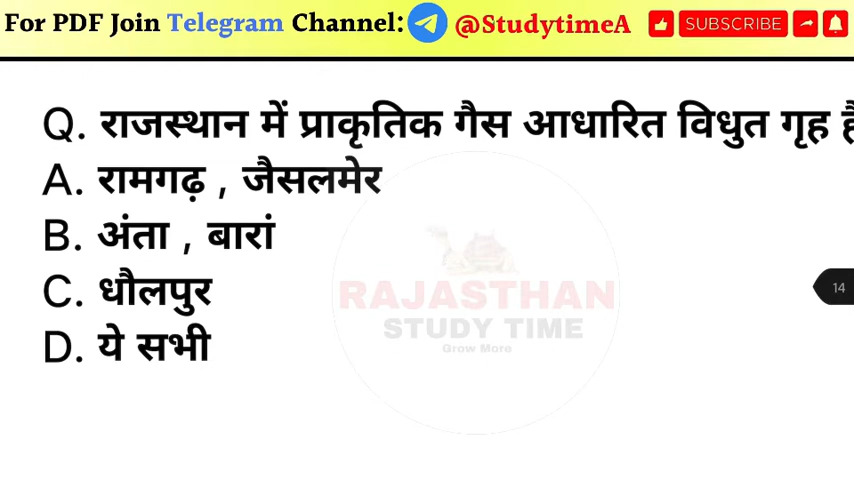 For PDF Join Telegram Channel: @StudytimeA SUBSCRIBE
Q. राजस्थान में प्राकृतिक गैस आधारित विधुत गृह है
A. रामगढ़ , जैसलमेर
B. अंता , बारां
C. धौलपुर
D. ये सभी
14
RAJASTHAN
STUDY TIME
Grow More